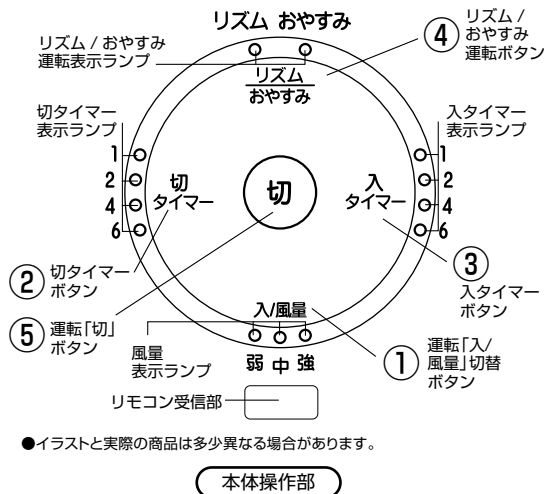 リズム おやすみ
リズム / おやすみ
運転表示ランプ
④ リズム /
おやすみ
運転ボタン
リズム
おやすみ
切タイマー
表示ランプ
入タイマー
表示ランプ
1
2
4
6
1
2
4
6
切
タイマー
切
入
タイマー
② 切タイマー
ボタン
③
入タイマー
ボタン
⑤ 運転「切」
ボタン
入/風量
風量
表示ランプ
弱 中 強
① 運転「入/
風量」切替
ボタン
リモコン受信部
●イラストと実際の商品は多少異なる場合があります。
本体操作部